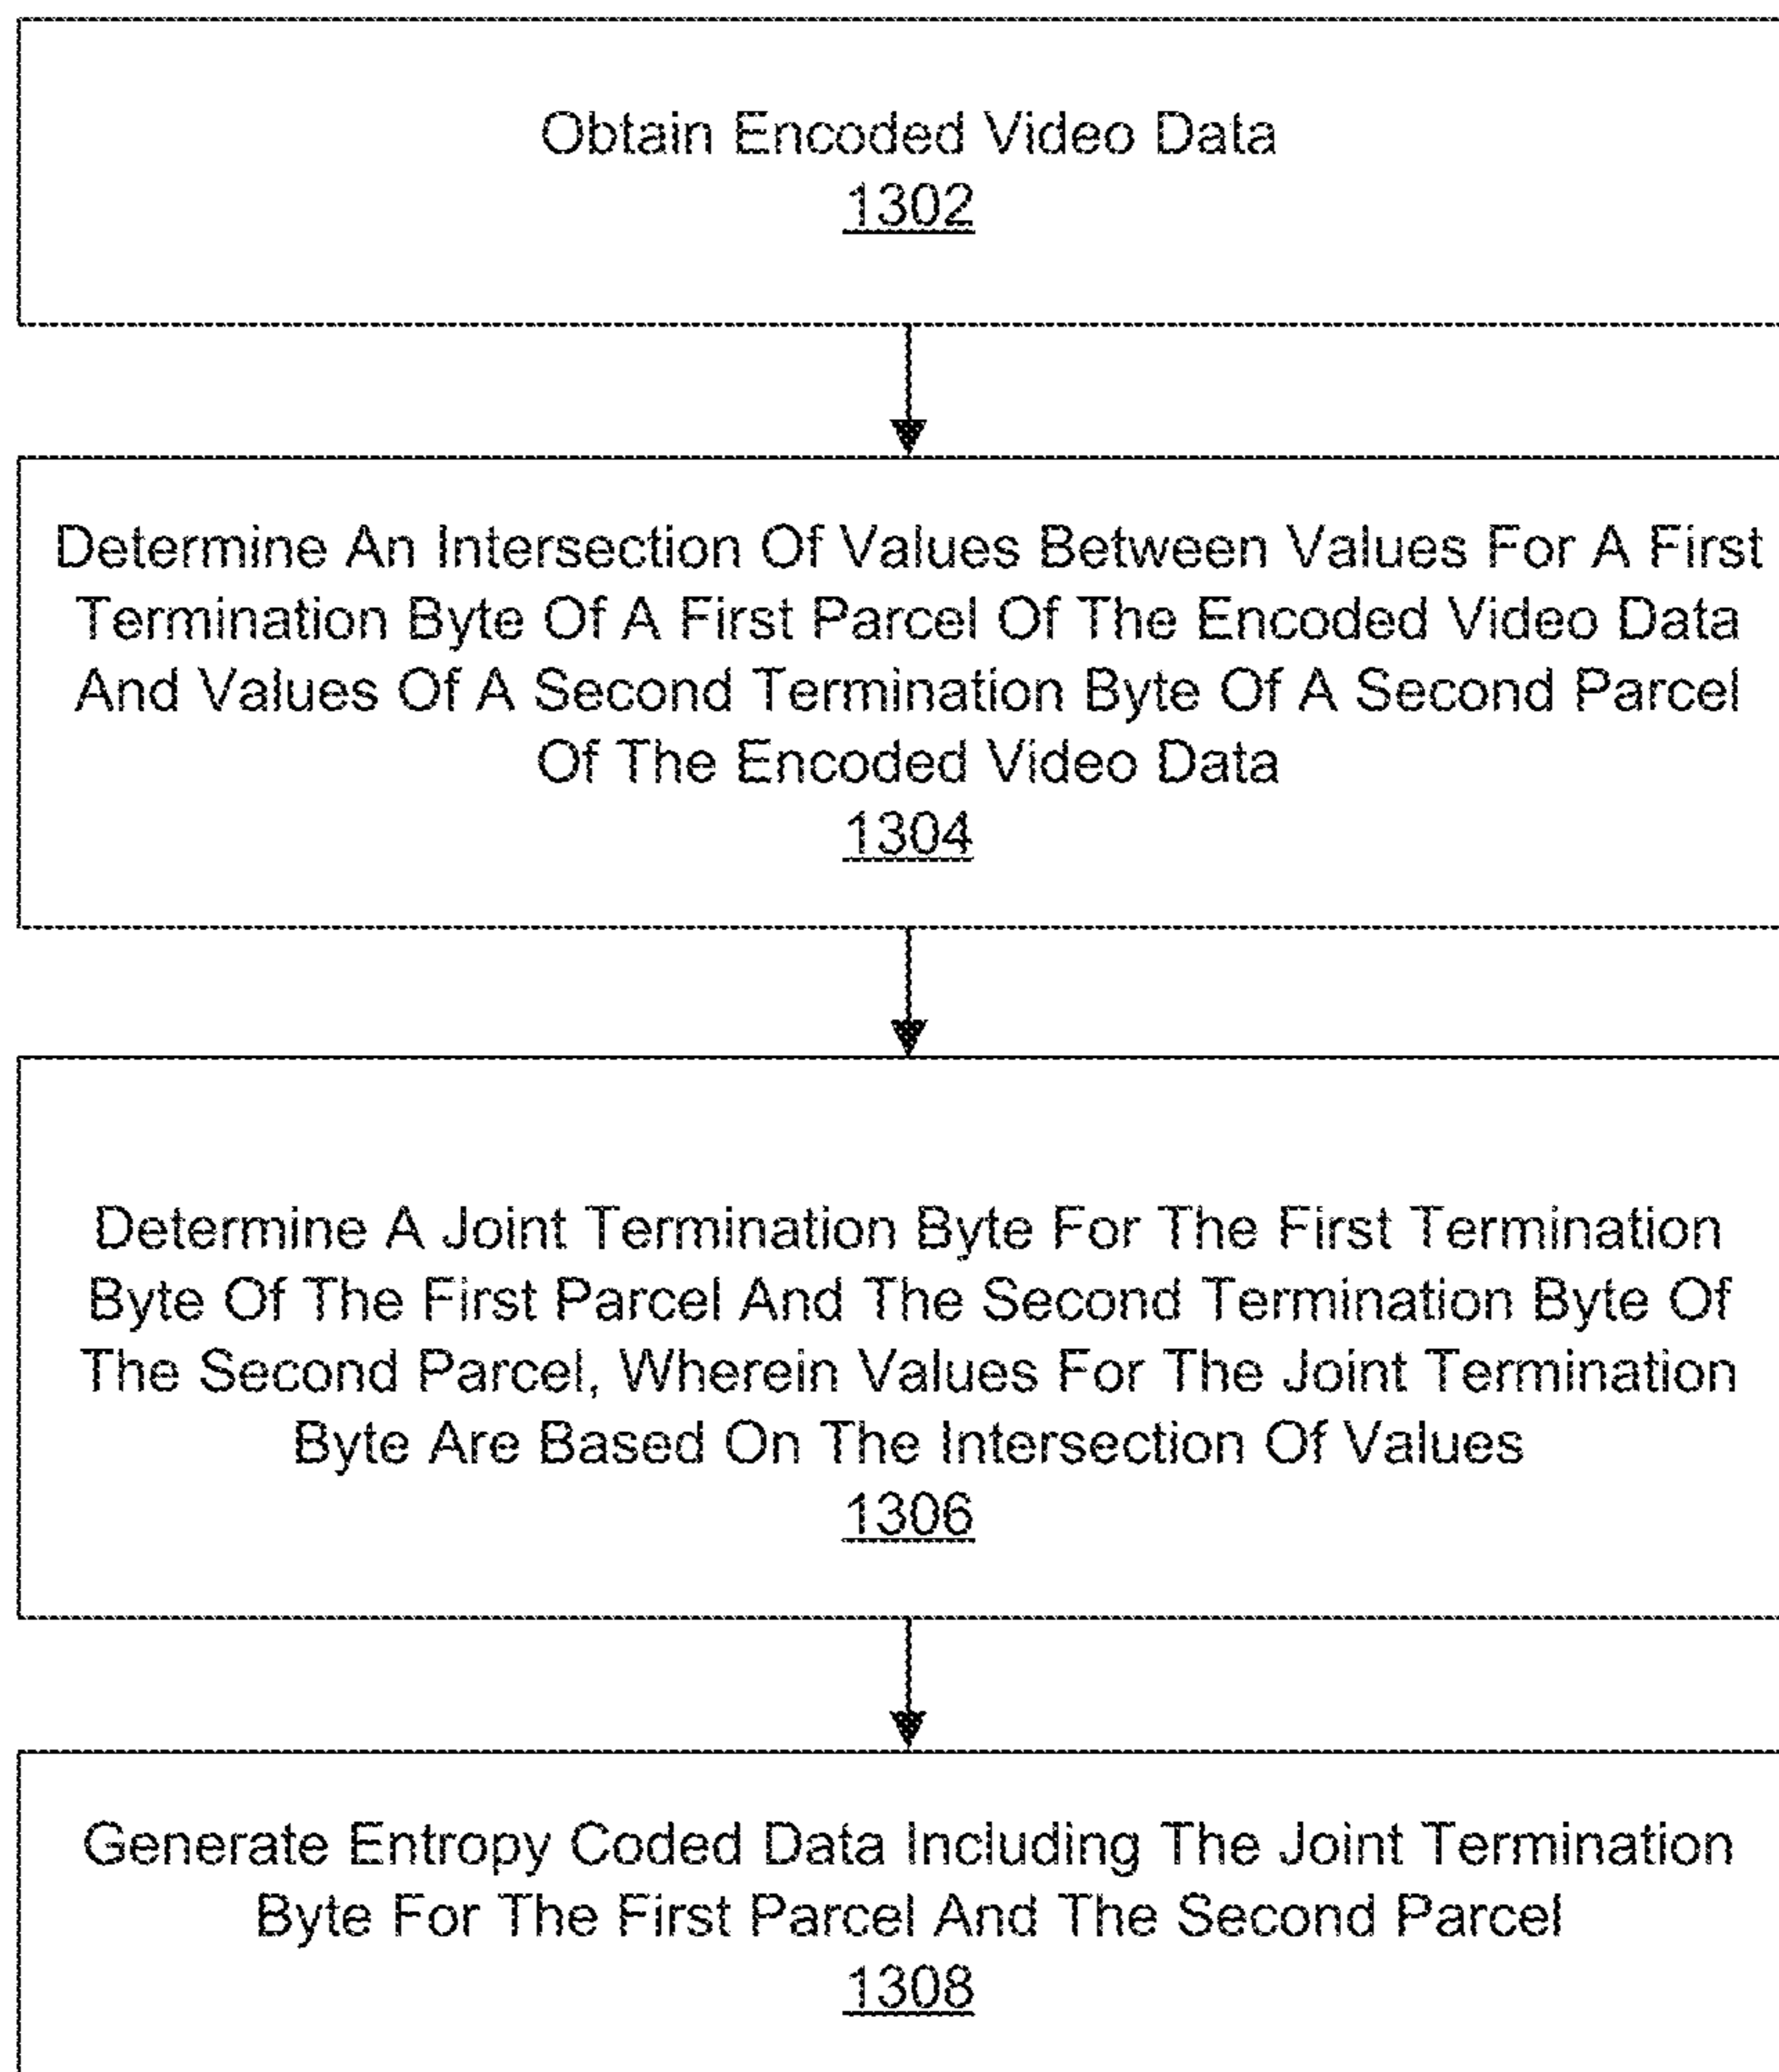 Obtain Encoded Video Data
1302
Determine An Intersection Of Values Between Values For A First
Termination Byte Of A First Parcel Of The Encoded Video Data
And Values Of A Second Termination Byte Of A Second Parcel
Of The Encoded Video Data
1304
Determine A Joint Termination Byte For The First Termination
Byte Of The First Parcel And The Second Termination Byte Of
The Second Parcel, Wherein Values For The Joint Termination
Byte Are Based On The Intersection Of Values
1306
Generate Entropy Coded Data Including The Joint Termination
Byte For The First Parcel And The Second Parcel
1308